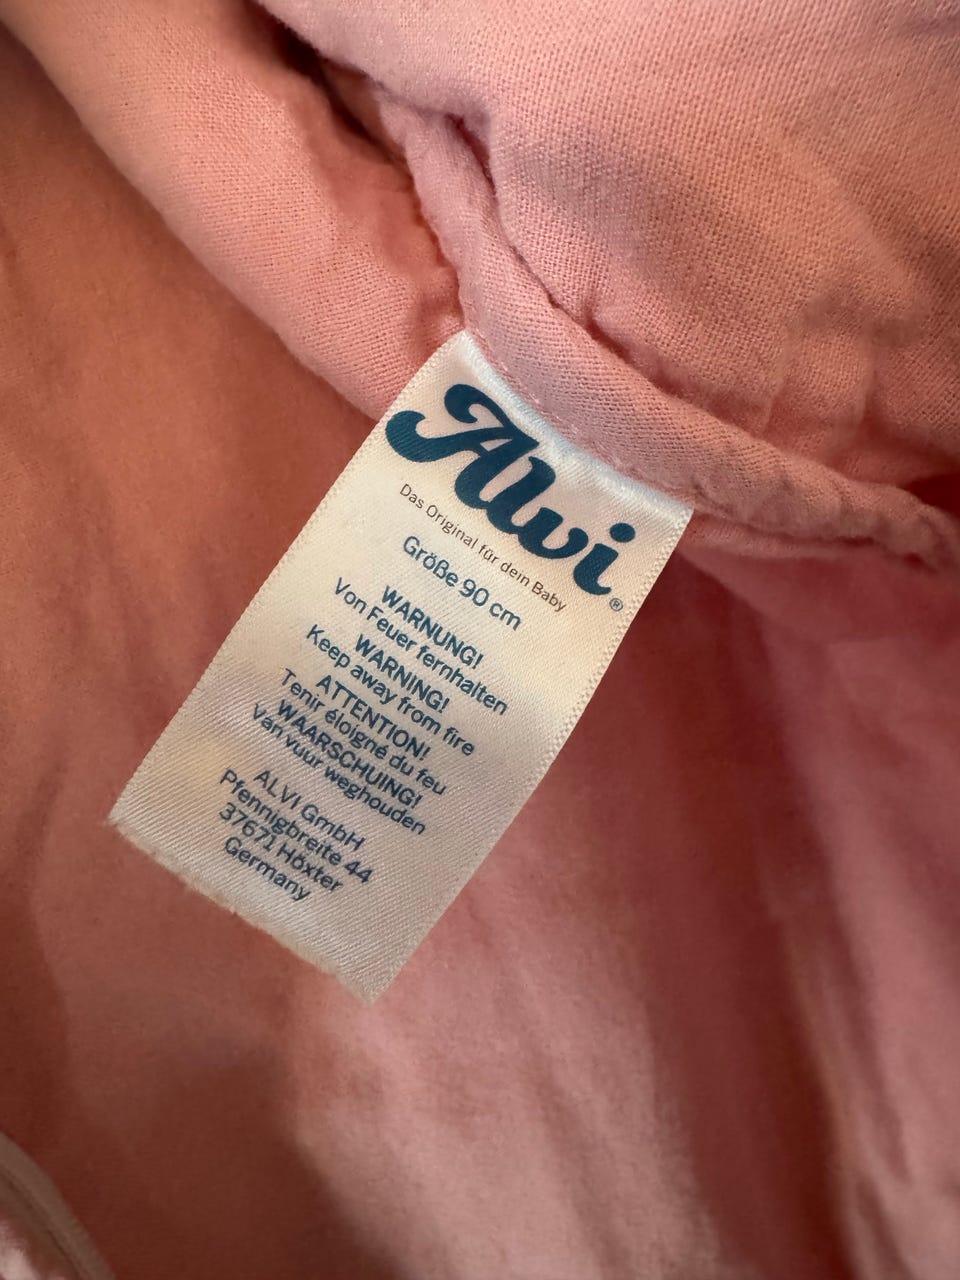 Alvi®
Das Original für dein Baby
Größe 90 cm
WARNUNG!
Von Feuer fernhalten
WARNING!
Keep away from fire
ATTENTION!
Tenir éloigné du feu
WAARSCHUING!
Van vuur weghouden
ALVI GmbH
Pfennigbreite 44
37671 Höxter
Germany